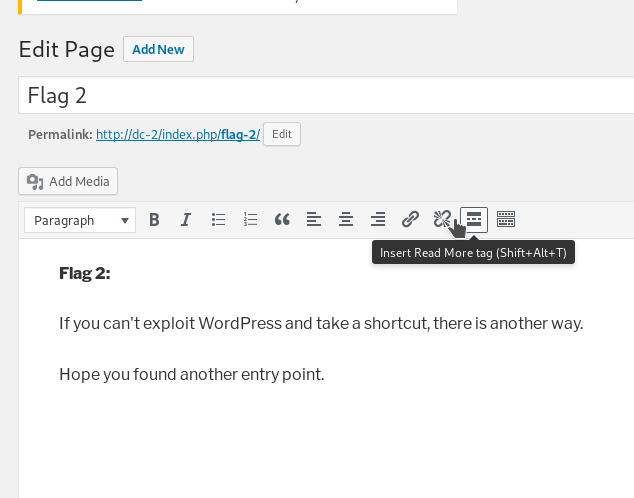 Edit Page Add New
Flag 2
Permalink: http://dc-2/index.php/flag-2/ Edit
Add Media
Paragraph B I
Insert Read More tag (Shift+Alt+T)
Flag 2:
If you can't exploit WordPress and take a shortcut, there is another way.
Hope you found another entry point.